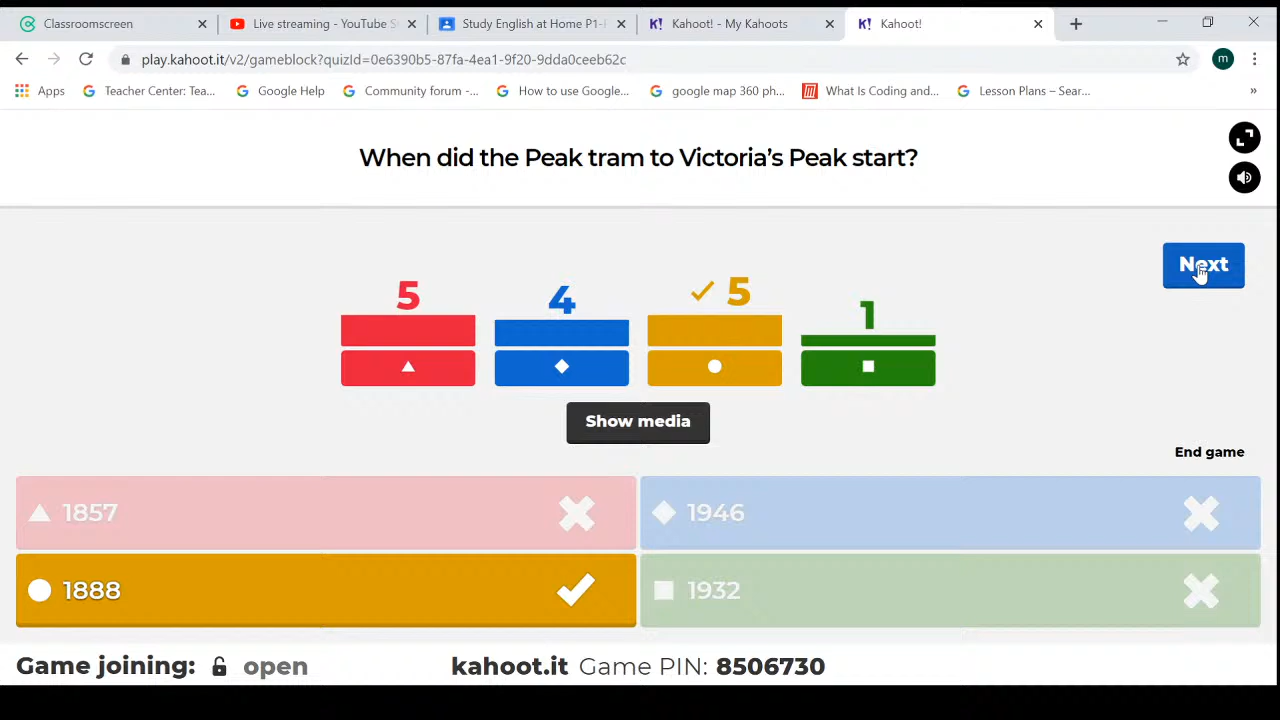 Classroomscreen
Live streaming - YouTube S
Study English at Home P1-
Kahoot! - My Kahoots
Kahoot!
play.kahoot.it/v2/gameblock?quizId=0e6390b5-87fa-4ea1-9f20-9dda0ceeb62c
m
Apps
Teacher Center: Tea...
Google Help
Community forum -...
How to use Google...
google map 360 ph...
What Is Coding and...
Lesson Plans – Sear...
»
When did the Peak tram to Victoria's Peak start?
Next
5
4
5
1
Show media
End game
1857
1946
1888
1932
Game joining: open
kahoot.it Game PIN: 8506730